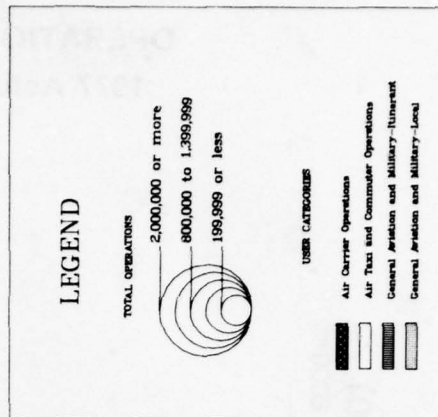 LEGEND
TOTAL OPERATIONS
2,000,000 or more
800,000 to 1,399,999
199,999 or less
USER CATEGORIES
Air Carrier Operations
Air Taxi and Commuter Operations
General Aviation and Military-Itinerant
General Aviation and Military-Local